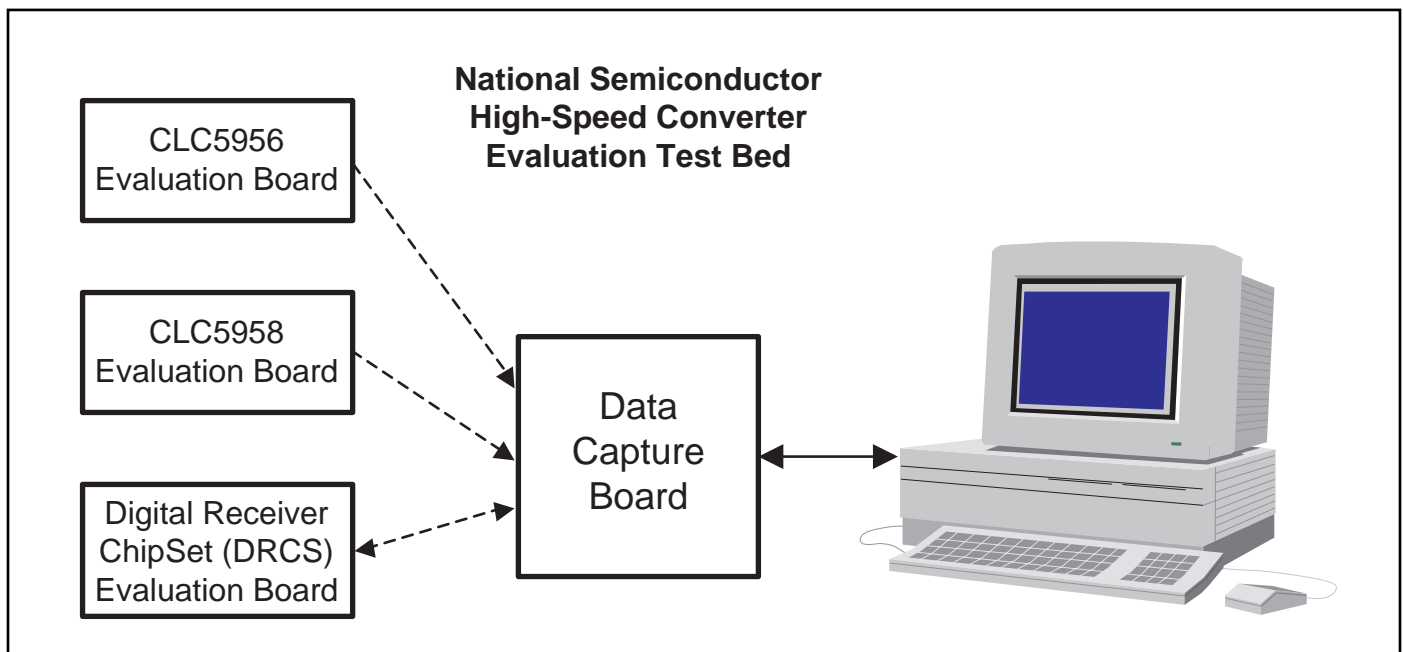 National Semiconductor
High-Speed Converter
Evaluation Test Bed
CLC5956
Evaluation Board
CLC5958
Evaluation Board
Digital Receiver
ChipSet (DRCS)
Evaluation Board
Data
Capture
Board